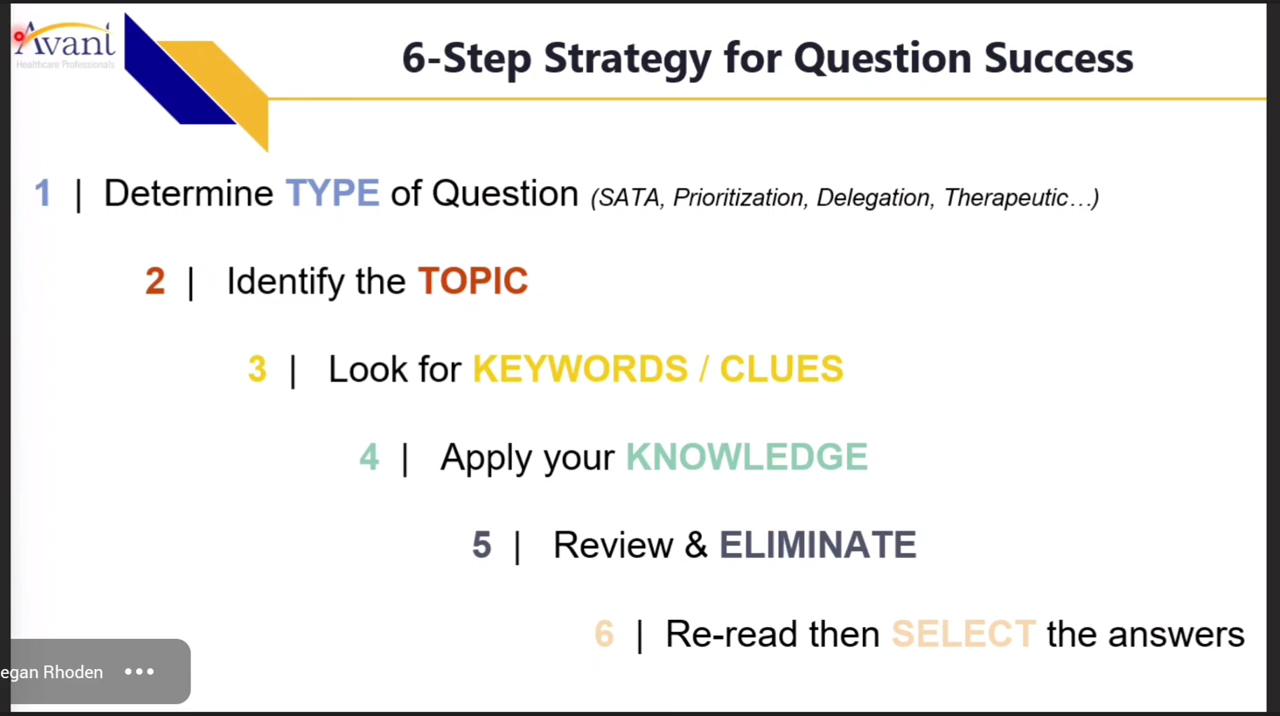 Avant
Healthcare Professionals
6-Step Strategy for Question Success
1 | Determine TYPE of Question (SATA, Prioritization, Delegation, Therapeutic…)
2 | Identify the TOPIC
3 | Look for KEYWORDS / CLUES
4 | Apply your KNOWLEDGE
5 | Review & ELIMINATE
6 | Re-read then SELECT the answers
egan Rhoden